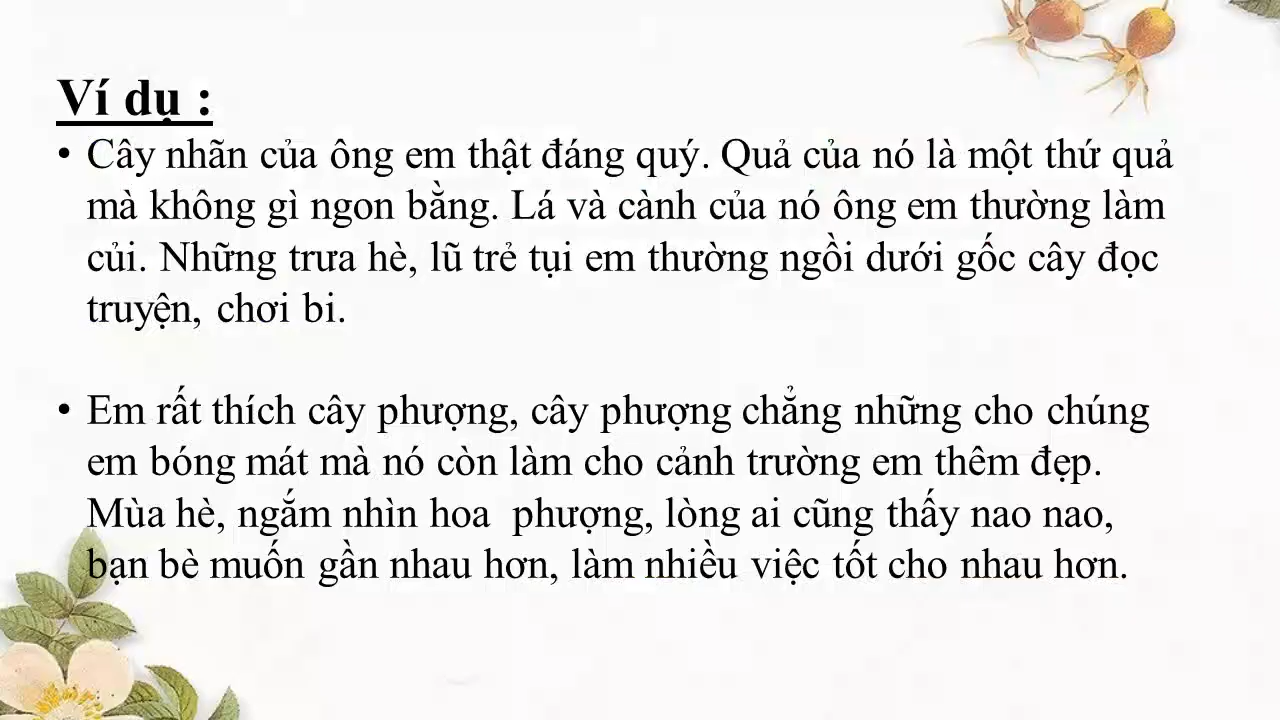 Ví dụ :
• Cây nhãn của ông em thật đáng quý. Quả của nó là một thứ quả
mà không gì ngon bằng. Lá và cành của nó ông em thường làm
củi. Những trưa hè, lũ trẻ tụi em thường ngồi dưới gốc cây đọc
truyện, chơi bi.
• Em rất thích cây phượng, cây phượng chẳng những cho chúng
em bóng mát mà nó còn làm cho cảnh trường em thêm đẹp.
Mùa hè, ngắm nhìn hoa  phượng, lòng ai cũng thấy nao nao,
bạn bè muốn gần nhau hơn, làm nhiều việc tốt cho nhau hơn.